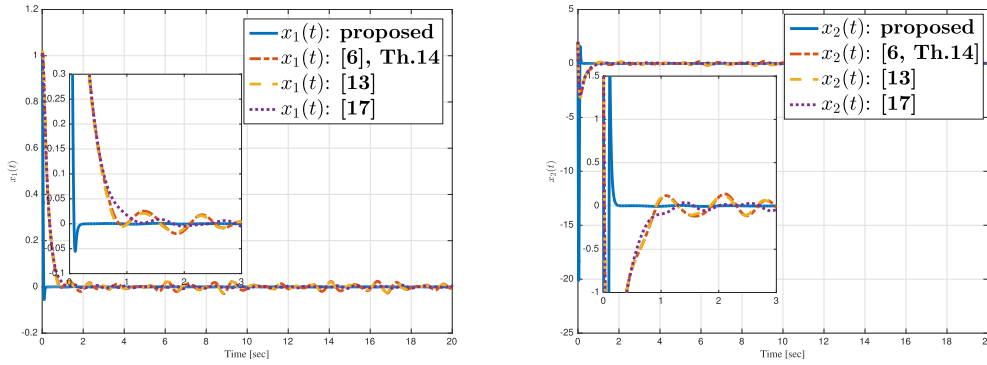 1.2
1
0.8
0.6
0.4
0.2
0
-0.2
x1(t)
0 2 4 6 8 10 12 14 16 18 20
Time [sec]
x1(t): proposed
x1(t): [6], Th.14
x1(t): [13]
x1(t): [17]
0.3
0.25
0.2
0.15
0.1
0.05
0
-0.05
-0.1
0 1 2 3
5
0
-5
-10
-15
-20
-25
x2(t)
0 2 4 6 8 10 12 14 16 18 20
Time [sec]
x2(t): proposed
x2(t): [6, Th.14]
x2(t): [13]
x2(t): [17]
1.5
1
0.5
0
-0.5
-1
0 1 2 3